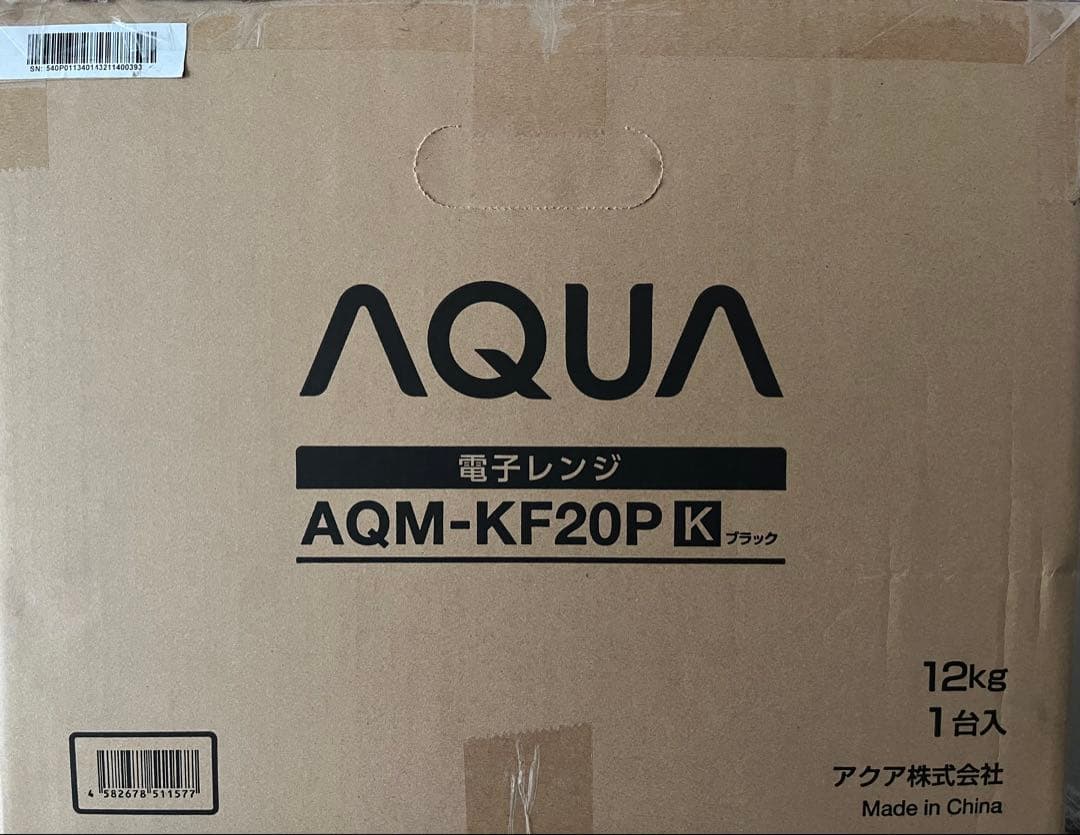 SN: 540P011340143211400393
AQUA
電子レンジ
AQM-KF20P K ブラック
12kg
1台入
4 582678 511577
アクア株式会社
Made in China